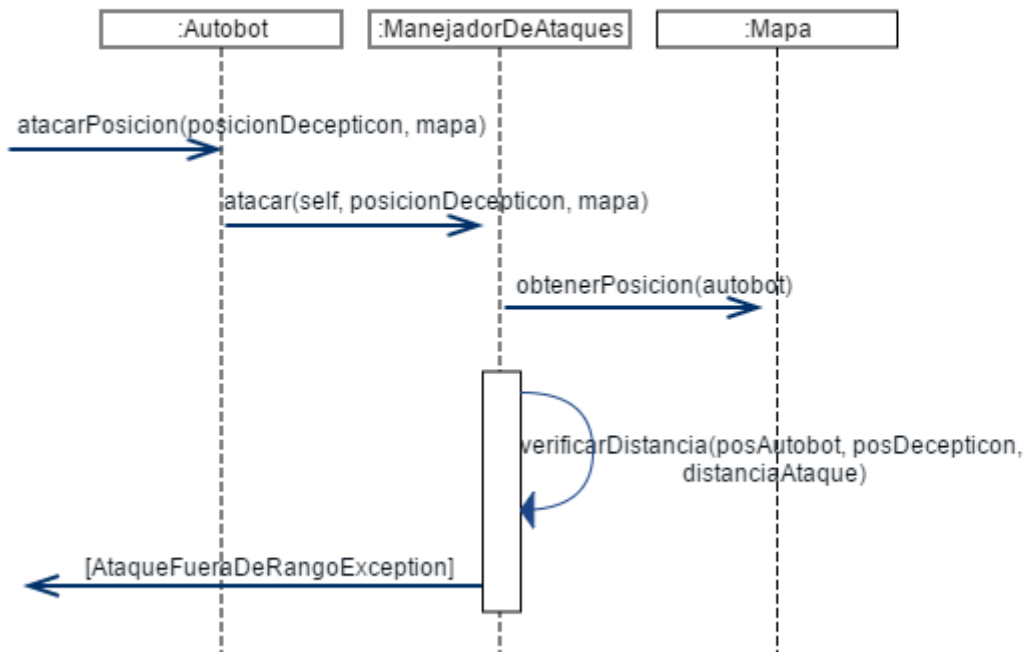 :Autobot
:ManejadorDeAtaques
:Mapa
atacarPosicion(posicionDecepticon, mapa)
atacar(self, posicionDecepticon, mapa)
obtenerPosicion(autobot)
verificarDistancia(posAutobot, posDecepticon,
distanciaAtaque)
[AtaqueFueraDeRangoException]